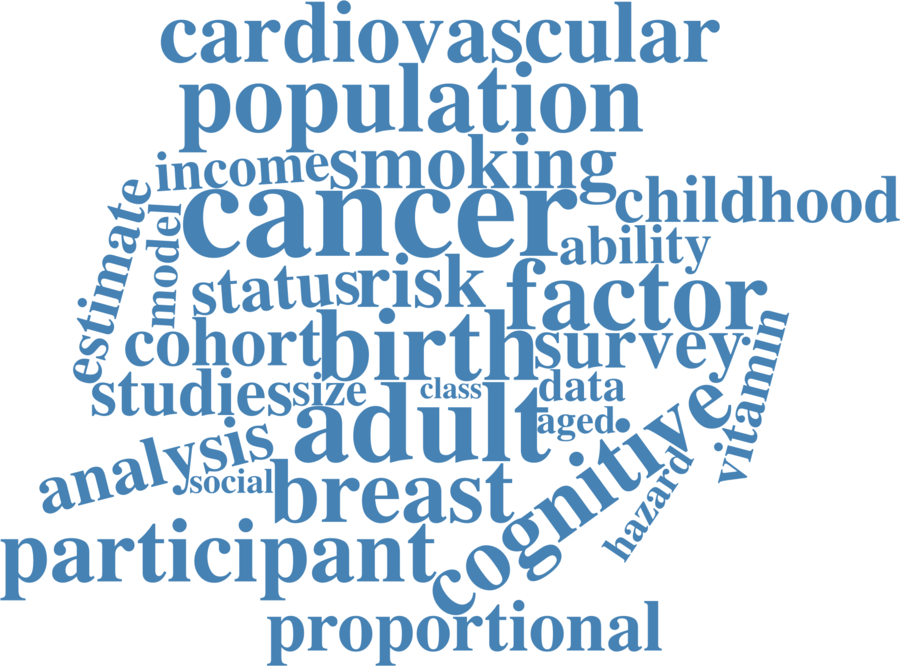 cardiovascular
population
income smoking
cancer childhood
estimate model ability
status risk factor
cohort birth survey
studies size class data
adult aged
vitamin
analysis cognitive
social breast hazard
participant
proportional